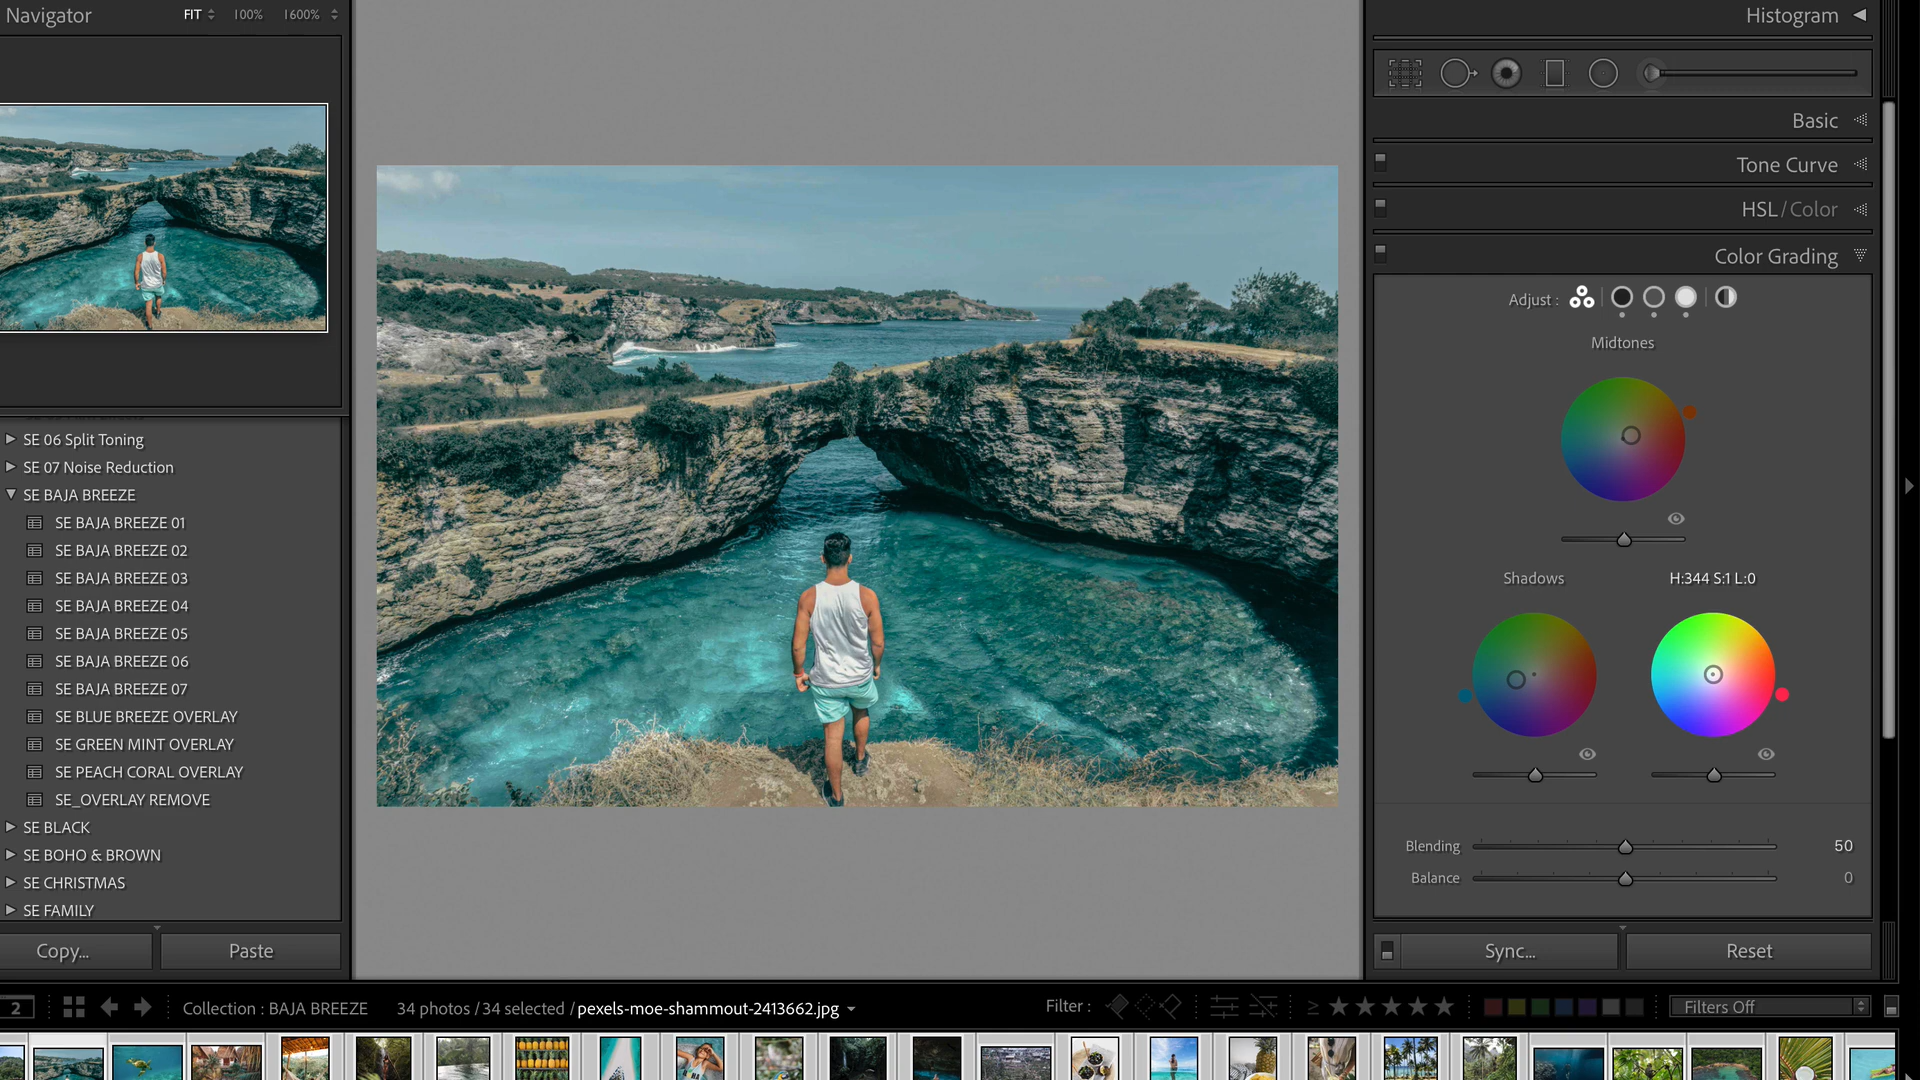 Navigator
FIT
100%
1600%
SE 06 Split Toning
SE 07 Noise Reduction
SE BAJA BREEZE
SE BAJA BREEZE 01
SE BAJA BREEZE 02
SE BAJA BREEZE 03
SE BAJA BREEZE 04
SE BAJA BREEZE 05
SE BAJA BREEZE 06
SE BAJA BREEZE 07
SE BLUE BREEZE OVERLAY
SE GREEN MINT OVERLAY
SE PEACH CORAL OVERLAY
SE_OVERLAY REMOVE
SE BLACK
SE BOHO & BROWN
SE CHRISTMAS
SE FAMILY
Copy...
Paste
Histogram
Basic
Tone Curve
HSL / Color
Color Grading
Adjust :
Midtones
Shadows
H:344 S:1 L:0
Blending
50
Balance
0
Sync...
Reset
2
Collection : BAJA BREEZE
34 photos / 34 selected / pexels-moe-shammout-2413662.jpg
Filter :
≥ ★★★★★
Filters Off